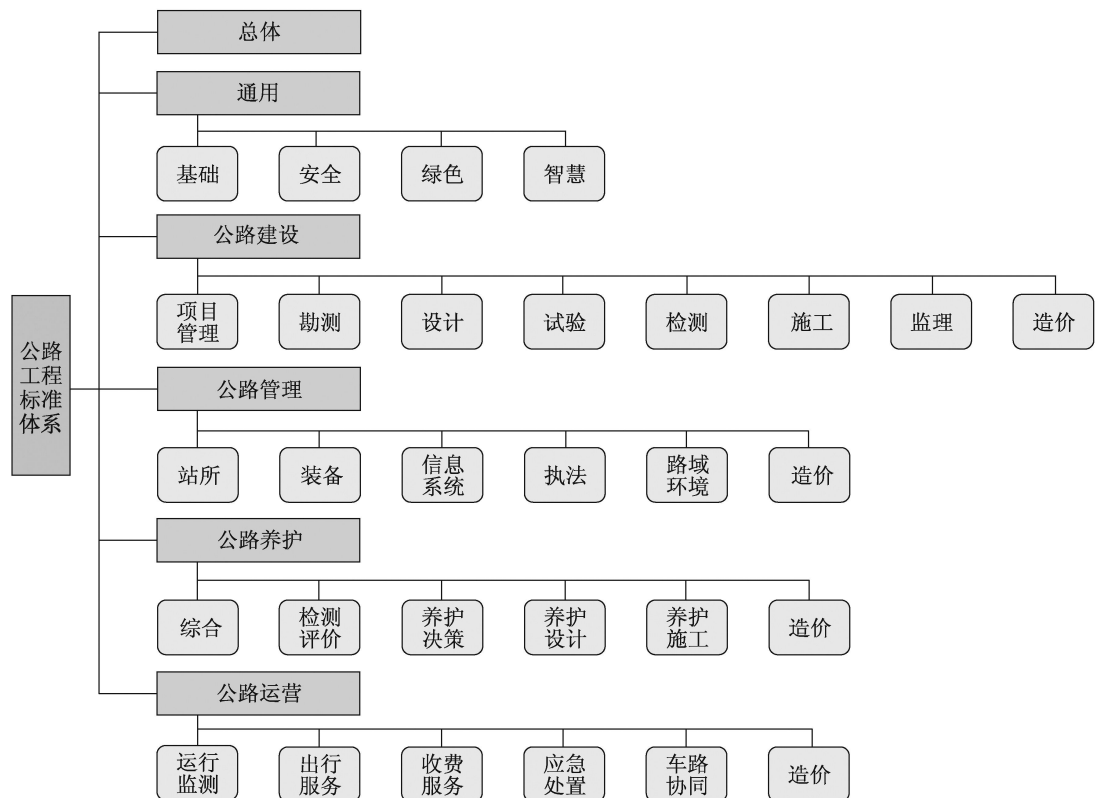 总体
通用
基础
安全
绿色
智慧
公路建设
项目
管理
勘测
设计
试验
检测
施工
监理
造价
公路
工程
标准
体系
公路管理
站所
装备
信息
系统
执法
路域
环境
造价
公路养护
综合
检测
评价
养护
决策
养护
设计
养护
施工
造价
公路运营
运行
监测
出行
服务
收费
服务
应急
处置
车路
协同
造价